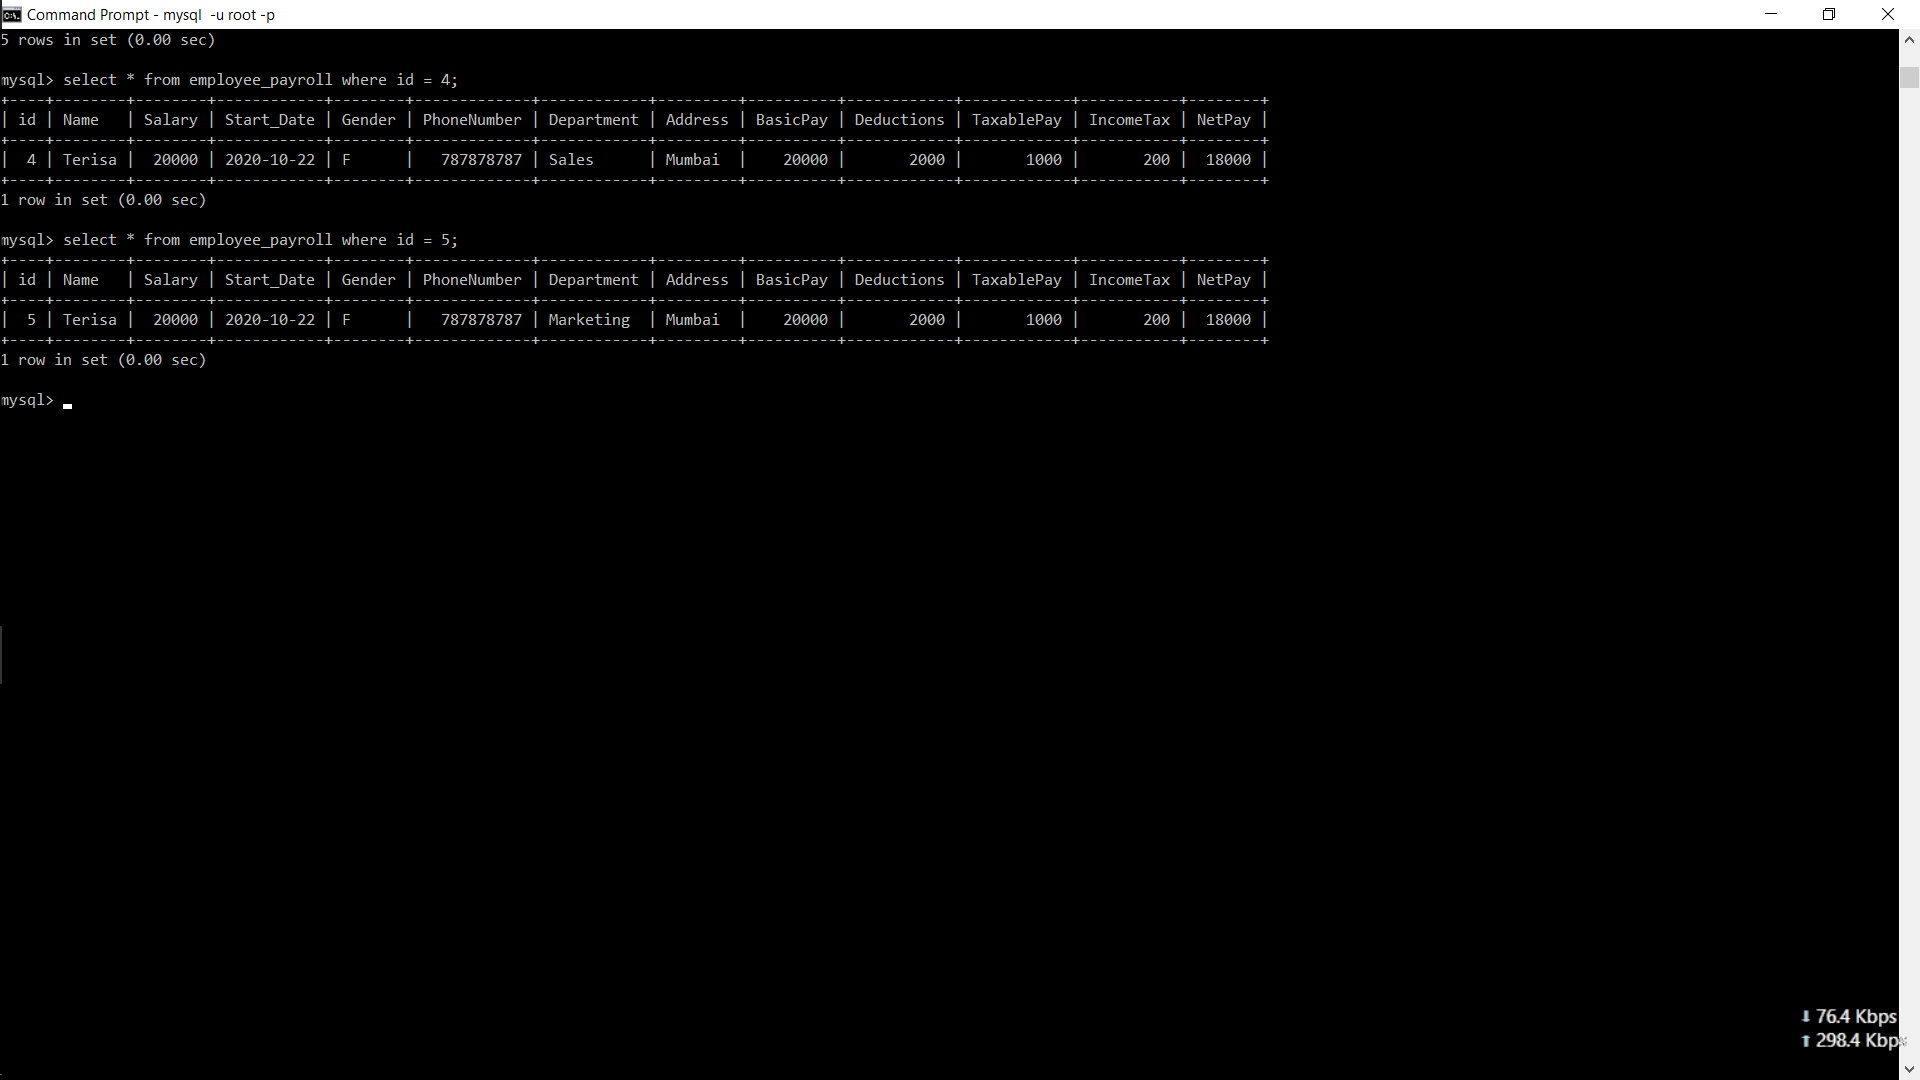 Command Prompt - mysql  -u root -p
5 rows in set (0.00 sec)
mysql> select * from employee_payroll where id = 4;
+----+--------+--------+------------+--------+-------------+------------+---------+----------+------------+------------+-----------+--------+
| id | Name   | Salary | Start_Date | Gender | PhoneNumber | Department | Address | BasicPay | Deductions | TaxablePay | IncomeTax | NetPay |
+----+--------+--------+------------+--------+-------------+------------+---------+----------+------------+------------+-----------+--------+
|  4 | Terisa |  20000 | 2020-10-22 | F      |   787878787 | Sales      | Mumbai  |    20000 |       2000 |       1000 |       200 |  18000 |
+----+--------+--------+------------+--------+-------------+------------+---------+----------+------------+------------+-----------+--------+
1 row in set (0.00 sec)
mysql> select * from employee_payroll where id = 5;
+----+--------+--------+------------+--------+-------------+------------+---------+----------+------------+------------+-----------+--------+
| id | Name   | Salary | Start_Date | Gender | PhoneNumber | Department | Address | BasicPay | Deductions | TaxablePay | IncomeTax | NetPay |
+----+--------+--------+------------+--------+-------------+------------+---------+----------+------------+------------+-----------+--------+
|  5 | Terisa |  20000 | 2020-10-22 | F      |   787878787 | Marketing  | Mumbai  |    20000 |       2000 |       1000 |       200 |  18000 |
+----+--------+--------+------------+--------+-------------+------------+---------+----------+------------+------------+-----------+--------+
1 row in set (0.00 sec)
mysql> _
⬇ 76.4 Kbps
⬆ 298.4 Kbps